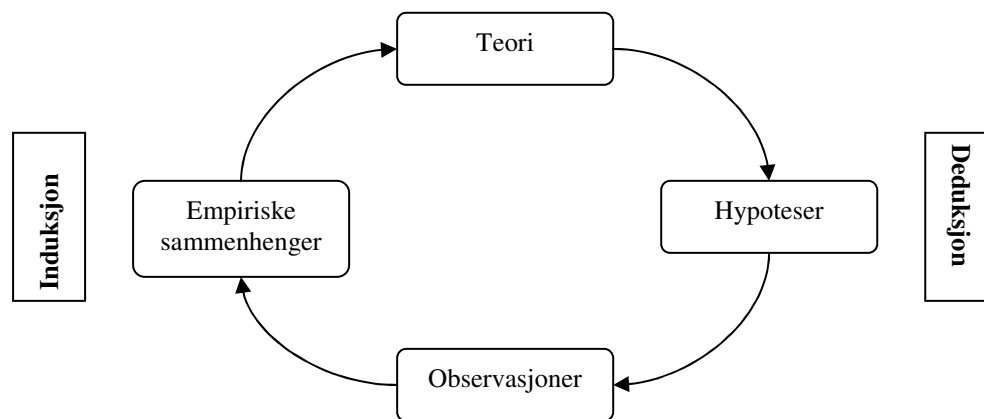 Teori
Induksjon
Empiriske
sammenhenger
Hypoteser
Deduksjon
Observasjoner